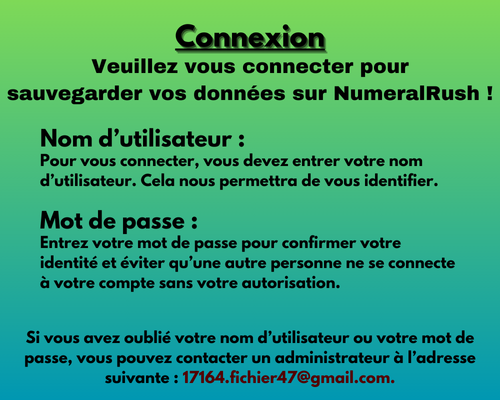 Connexion
Veuillez vous connecter pour
sauvegarder vos données sur NumeralRush !
Nom d’utilisateur :
Pour vous connecter, vous devez entrer votre nom
d’utilisateur. Cela nous permettra de vous identifier.
Mot de passe :
Entrez votre mot de passe pour confirmer votre
identité et éviter qu’une autre personne ne se connecte
à votre compte sans votre autorisation.
Si vous avez oublié votre nom d’utilisateur ou votre mot de
passe, vous pouvez contacter un administrateur à l’adresse
suivante : 17164.fichier47@gmail.com.